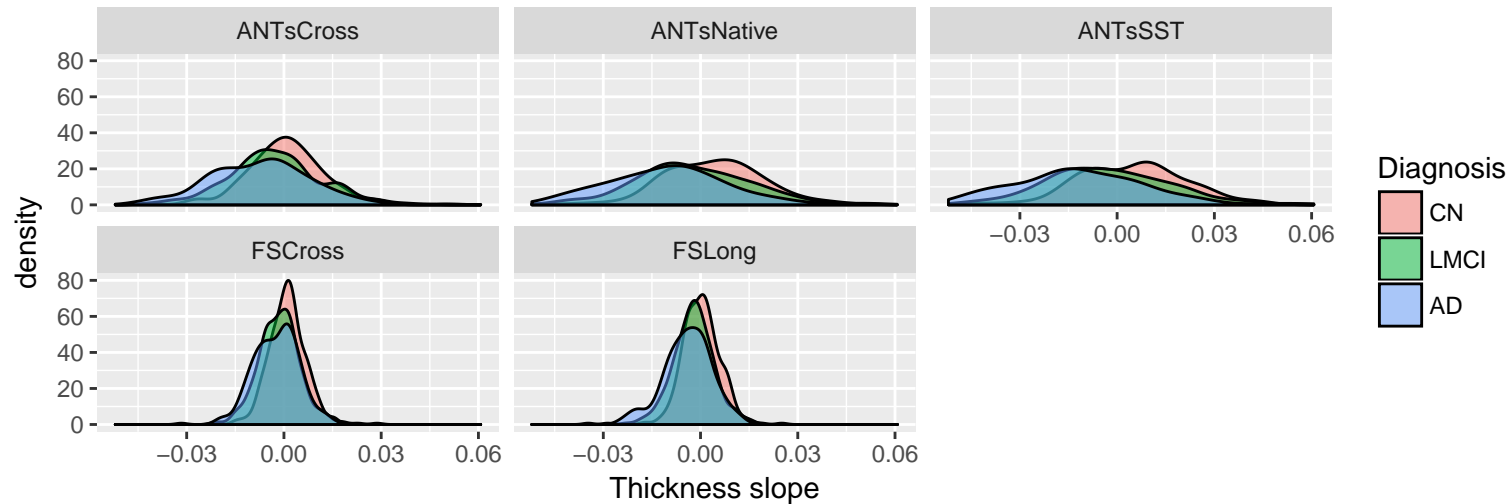 ANTsCross ANTsNative ANTsSST
80
60
40
20
0
−0.03 0.00 0.03 0.06
FSCross FSLong
80
60
40
20
0
−0.03 0.00 0.03 0.06 −0.03 0.00 0.03 0.06
Thickness slope
density
Diagnosis
CN
LMCI
AD